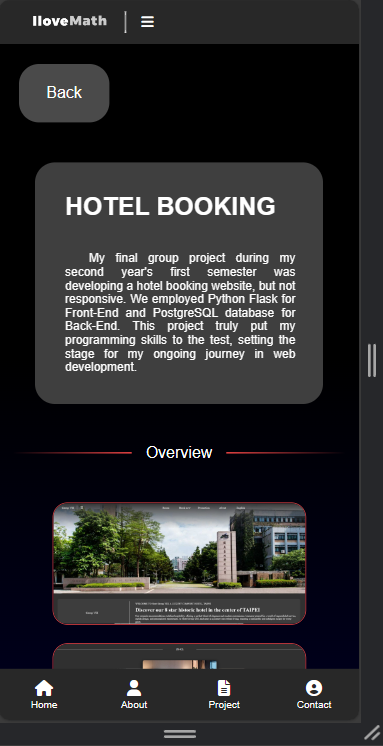 IloveMath
Back
HOTEL BOOKING
My final group project during my
second year's first semester was
developing a hotel booking website, but not
responsive. We employed Python Flask for
Front-End and PostgreSQL database for
Back-End. This project truly put my
programming skills to the test, setting the
stage for my ongoing journey in web
development.
Overview
Discover our 8 star historic hotel in the center of TAIPEI
Home
About
Project
Contact